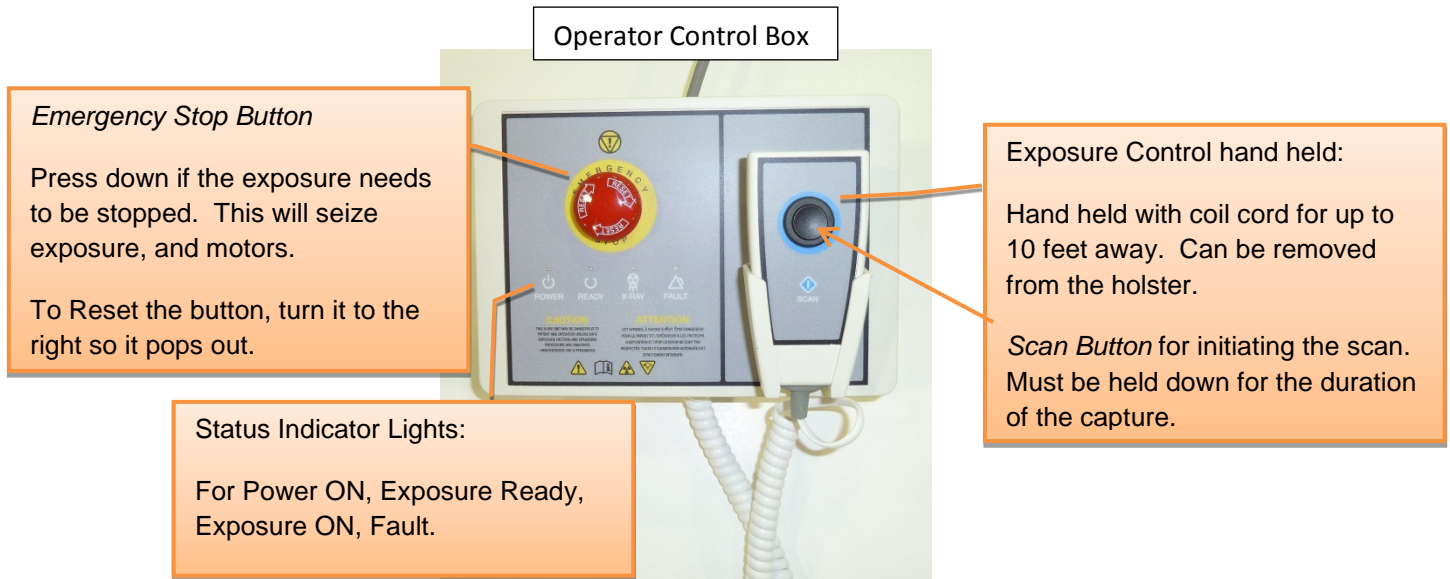 Operator Control Box
Emergency Stop Button
Press down if the exposure needs
to be stopped.  This will seize
exposure, and motors.
To Reset the button, turn it to the
right so it pops out.
EMERGENCY
RESET
RESET
RESET
STOP
POWER READY X-RAY FAULT
CAUTION ATTENTION
SCAN
Status Indicator Lights:
For Power ON, Exposure Ready,
Exposure ON, Fault.
Exposure Control hand held:
Hand held with coil cord for up to
10 feet away.  Can be removed
from the holster.
Scan Button for initiating the scan.
Must be held down for the duration
of the capture.